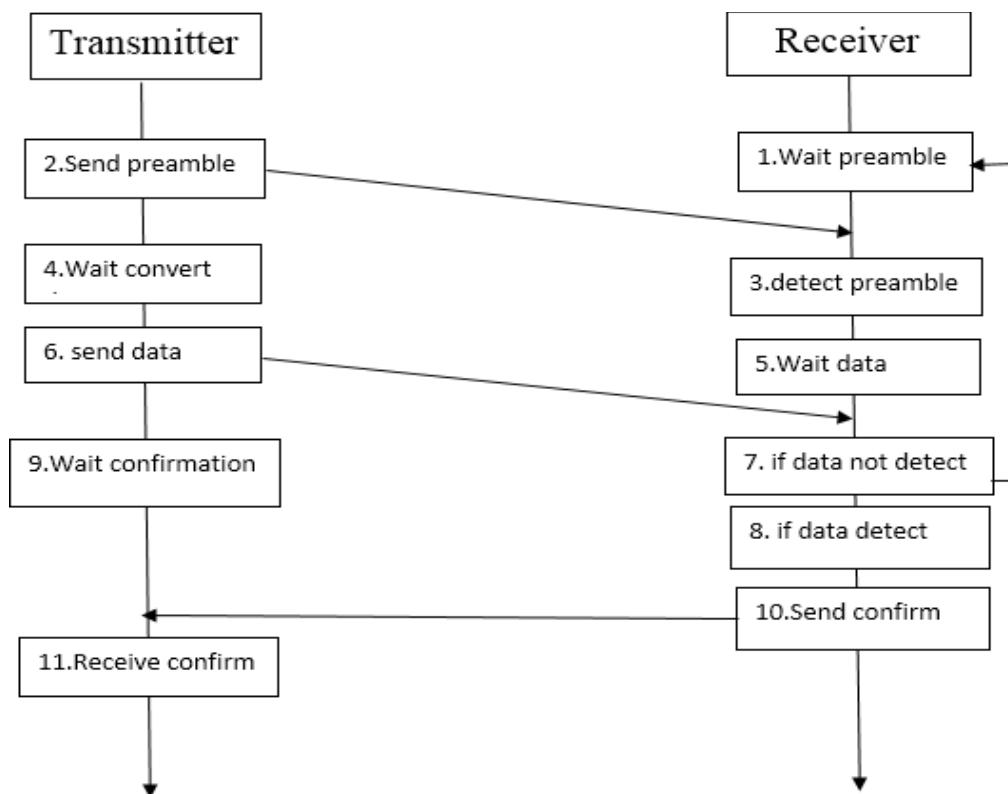 Transmitter
Receiver
2.Send preamble
1.Wait preamble
4.Wait convert
3.detect preamble
6. send data
5.Wait data
9.Wait confirmation
7. if data not detect
8. if data detect
10.Send confirm
11.Receive confirm